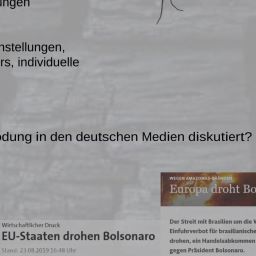 nstellungen,
rs, individuelle
odung in den deutschen Medien diskutiert?
WEGEN AMAZONAS-BRÄNDEN
Europa droht Bo
Wirtschaftlicher Druck
EU-Staaten drohen Bolsonaro
Stand: 23.08.2019 16:48 Uhr
Der Streit mit Brasilien um die W
Einfuhrverbot für brasilianische
drohen, ein Handelsabkommen
gegen Präsident Bolsonaro.